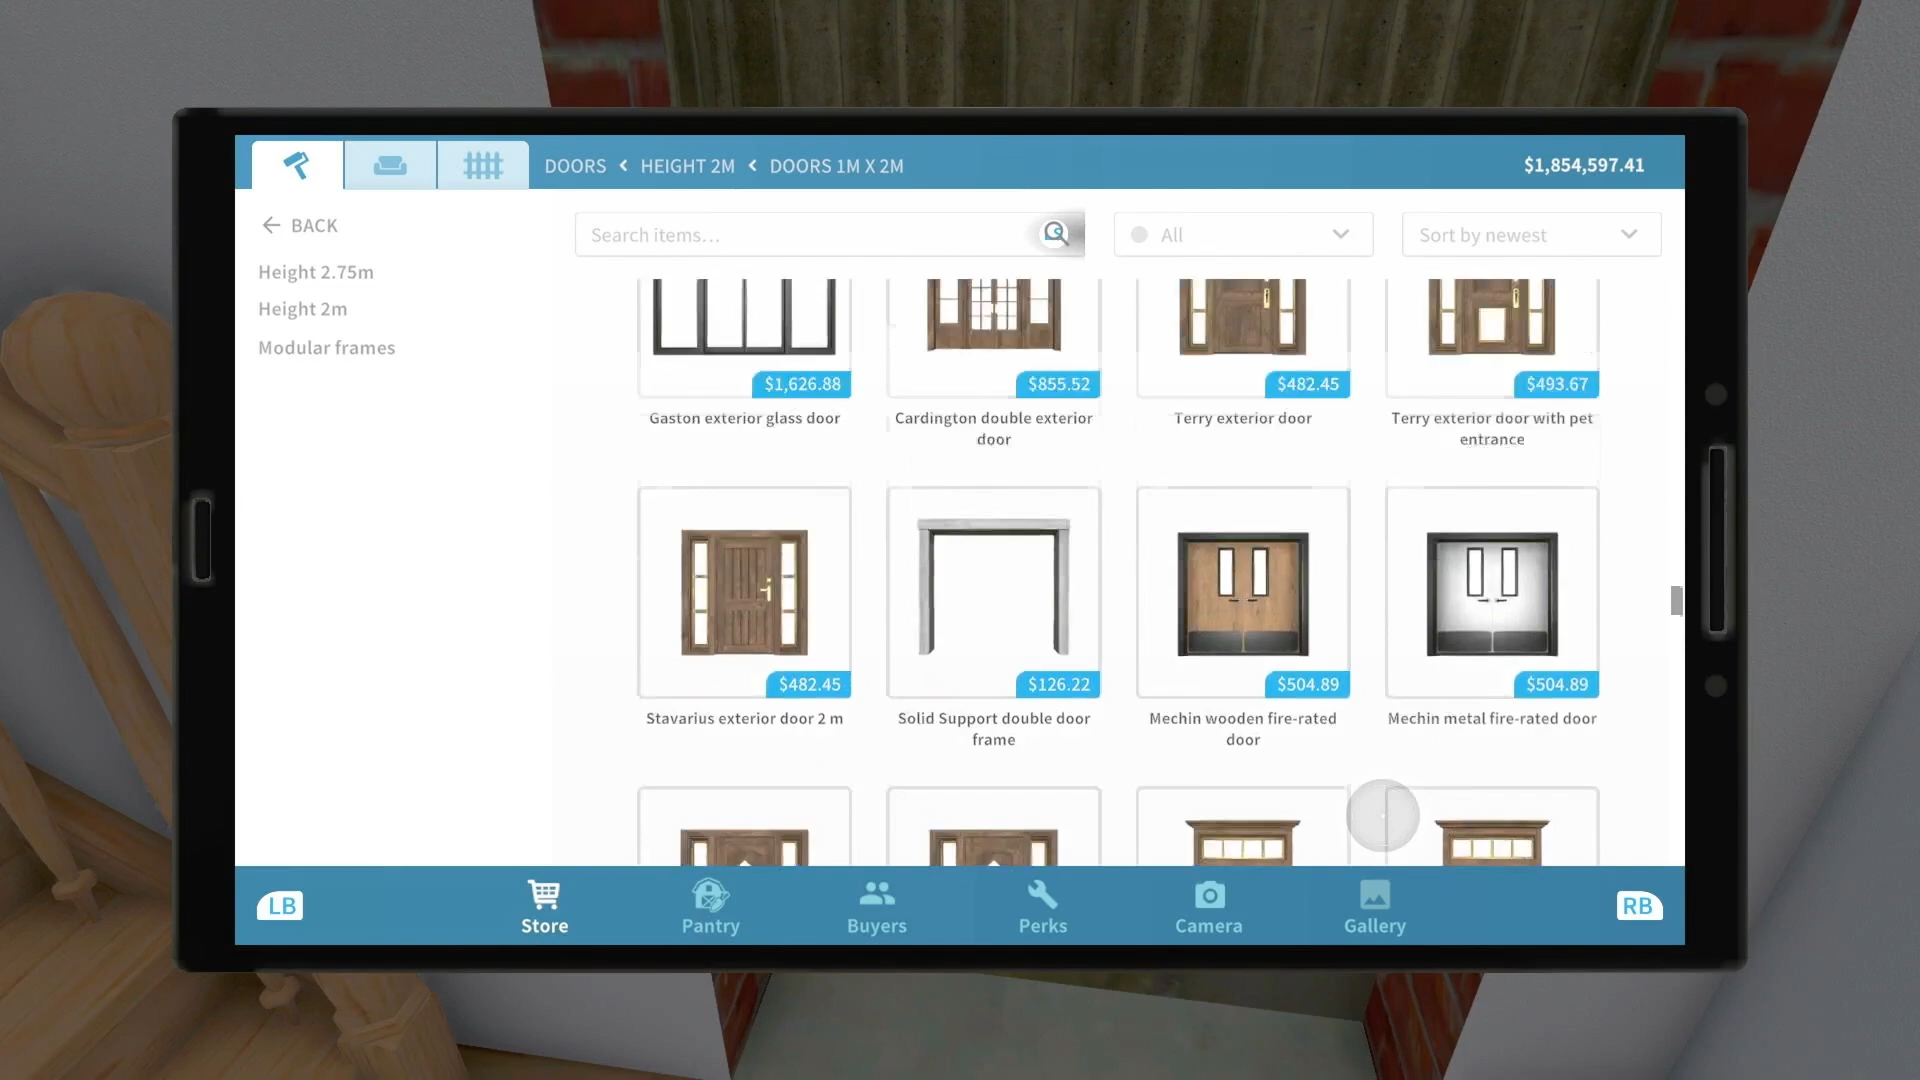 DOORS < HEIGHT 2M < DOORS 1M X 2M
$1,854,597.41
BACK
Search items...
All
Sort by newest
Height 2.75m
Height 2m
Modular frames
$1,626.88
$855.52
$482.45
$493.67
Gaston exterior glass door
Cardington double exterior
door
Terry exterior door
Terry exterior door with pet
entrance
$482.45
$126.22
$504.89
$504.89
Stavarius exterior door 2 m
Solid Support double door
frame
Mechin wooden fire-rated
door
Mechin metal fire-rated door
LB
Store
Pantry
Buyers
Perks
Camera
Gallery
RB